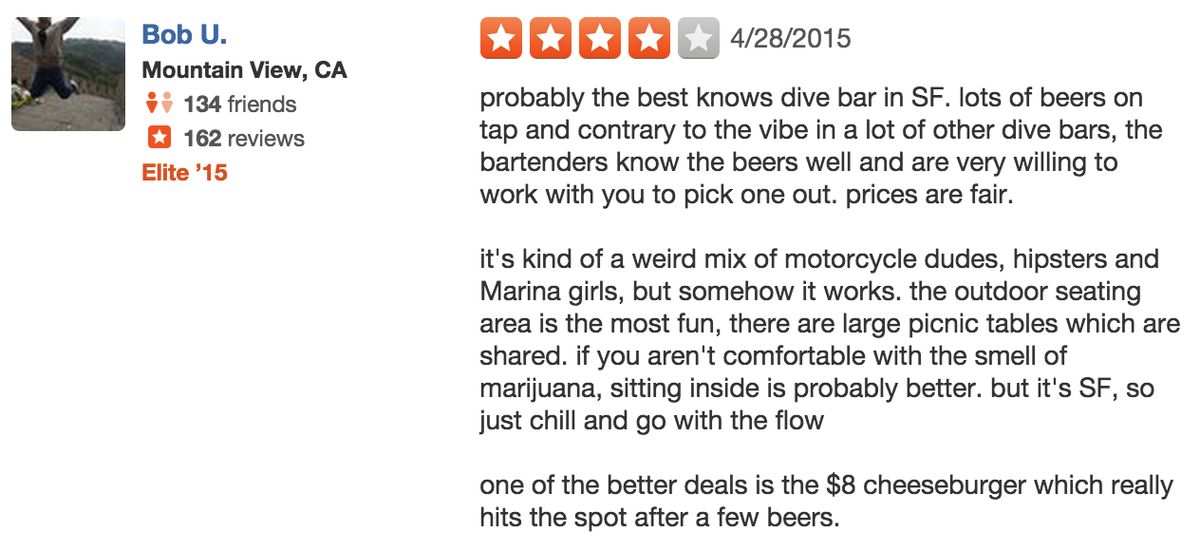 Bob U.
Mountain View, CA
134 friends
162 reviews
Elite ’15
4/28/2015
probably the best knows dive bar in SF. lots of beers on
tap and contrary to the vibe in a lot of other dive bars, the
bartenders know the beers well and are very willing to
work with you to pick one out. prices are fair.
it's kind of a weird mix of motorcycle dudes, hipsters and
Marina girls, but somehow it works. the outdoor seating
area is the most fun, there are large picnic tables which are
shared. if you aren't comfortable with the smell of
marijuana, sitting inside is probably better. but it's SF, so
just chill and go with the flow
one of the better deals is the $8 cheeseburger which really
hits the spot after a few beers.